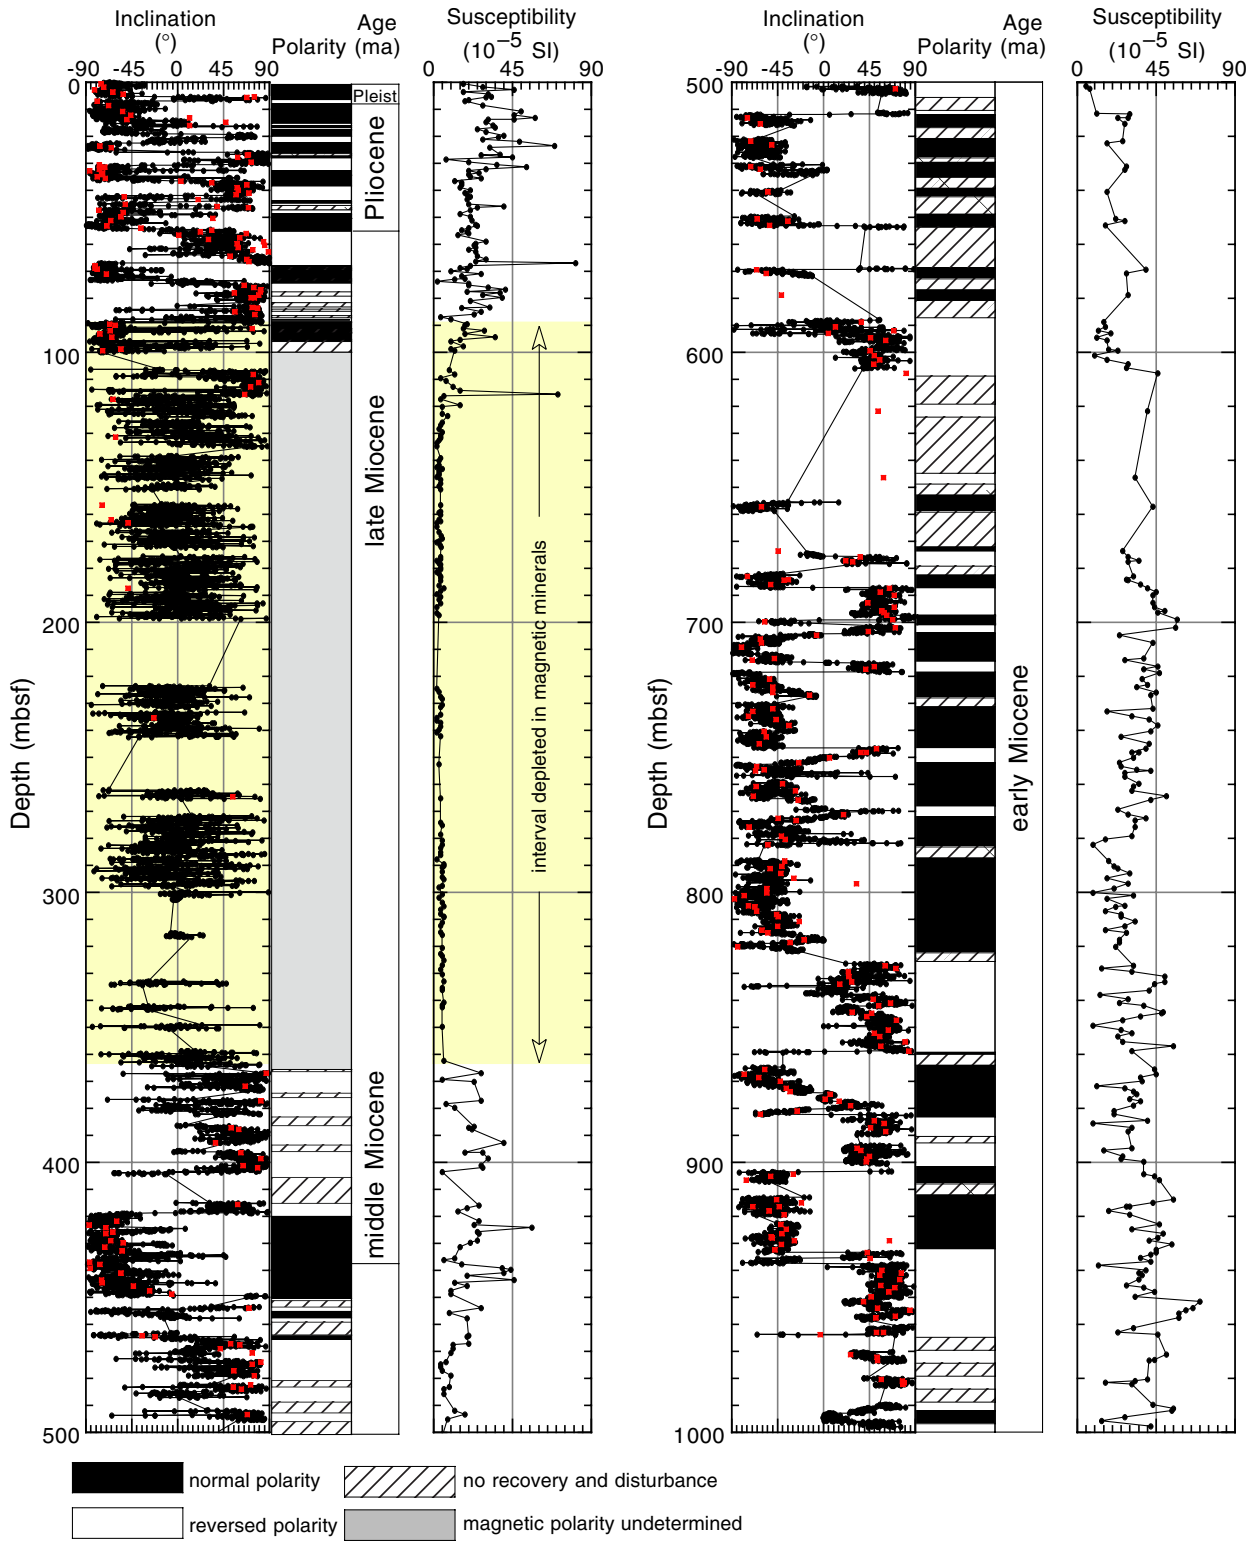 Inclination
(°)
Polarity
Age
(ma)
Susceptibility
(10-5 SI)
-90 -45 0 45 90
0 45 90
0
100
200
300
400
500
Depth (mbsf)
Pleist
Pliocene
late Miocene
middle Miocene
interval depleted in magnetic minerals
Inclination
(°)
Polarity
Age
(ma)
Susceptibility
(10-5 SI)
-90 -45 0 45 90
0 45 90
500
600
700
800
900
1000
Depth (mbsf)
early Miocene
normal polarity
no recovery and disturbance
reversed polarity
magnetic polarity undetermined